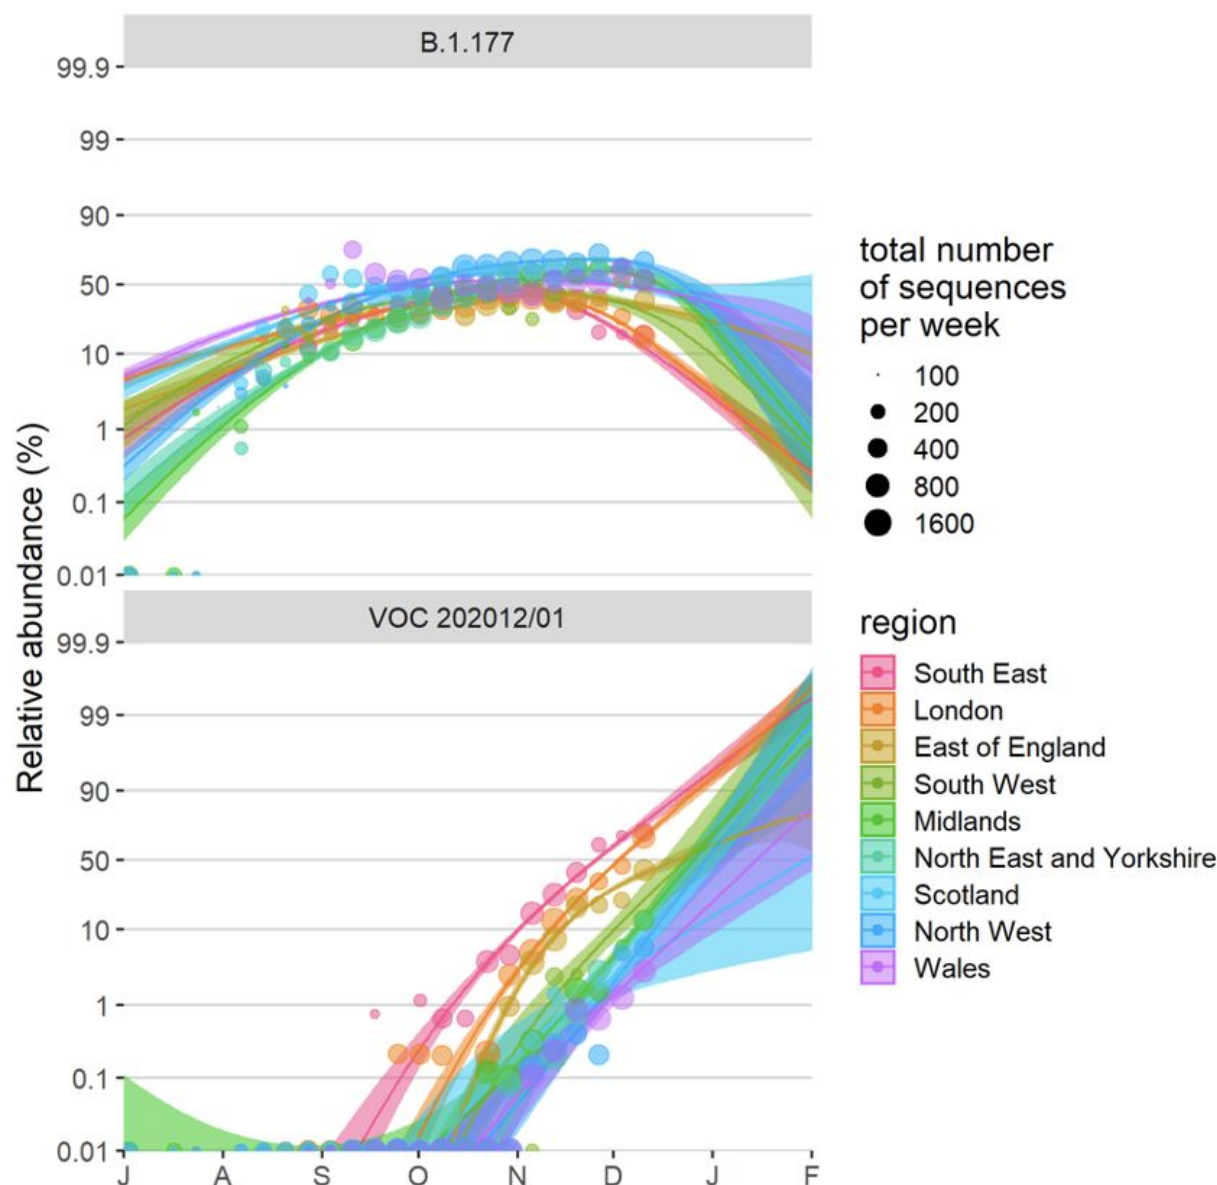 B.1.177
99.9
99
90
50
10
1
0.1
0.01
VOC 202012/01
99.9
99
90
50
10
1
0.1
0.01
J A S O N D J F
Relative abundance (%)
total number
of sequences
per week
100
200
400
800
1600
region
South East
London
East of England
South West
Midlands
North East and Yorkshire
Scotland
North West
Wales